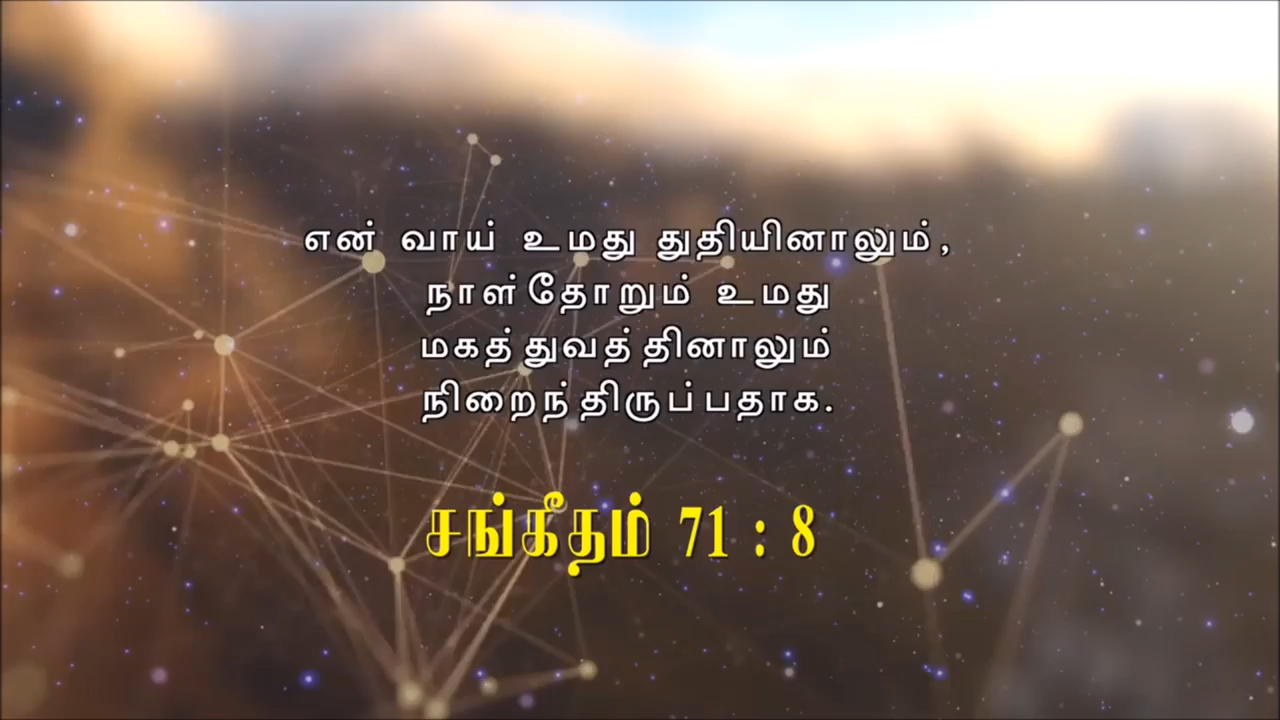 என் வாய் உமது துதியினாலும்,
நாள்தோறும் உமது
மகத்துவத்தினாலும்
நிறைந்திருப்பதாக.
சங்கீதம் 71 : 8